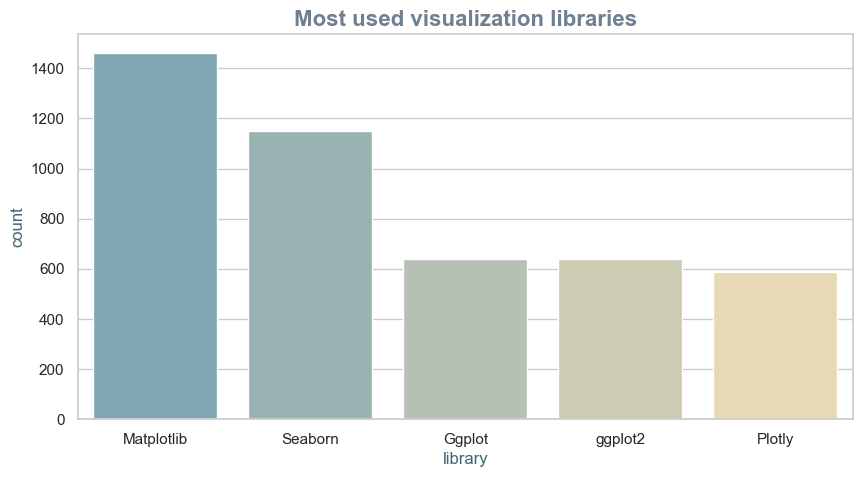 Most used visualization libraries
1400
1200
1000
800
600
400
200
0
count
Matplotlib Seaborn Ggplot ggplot2 Plotly
library